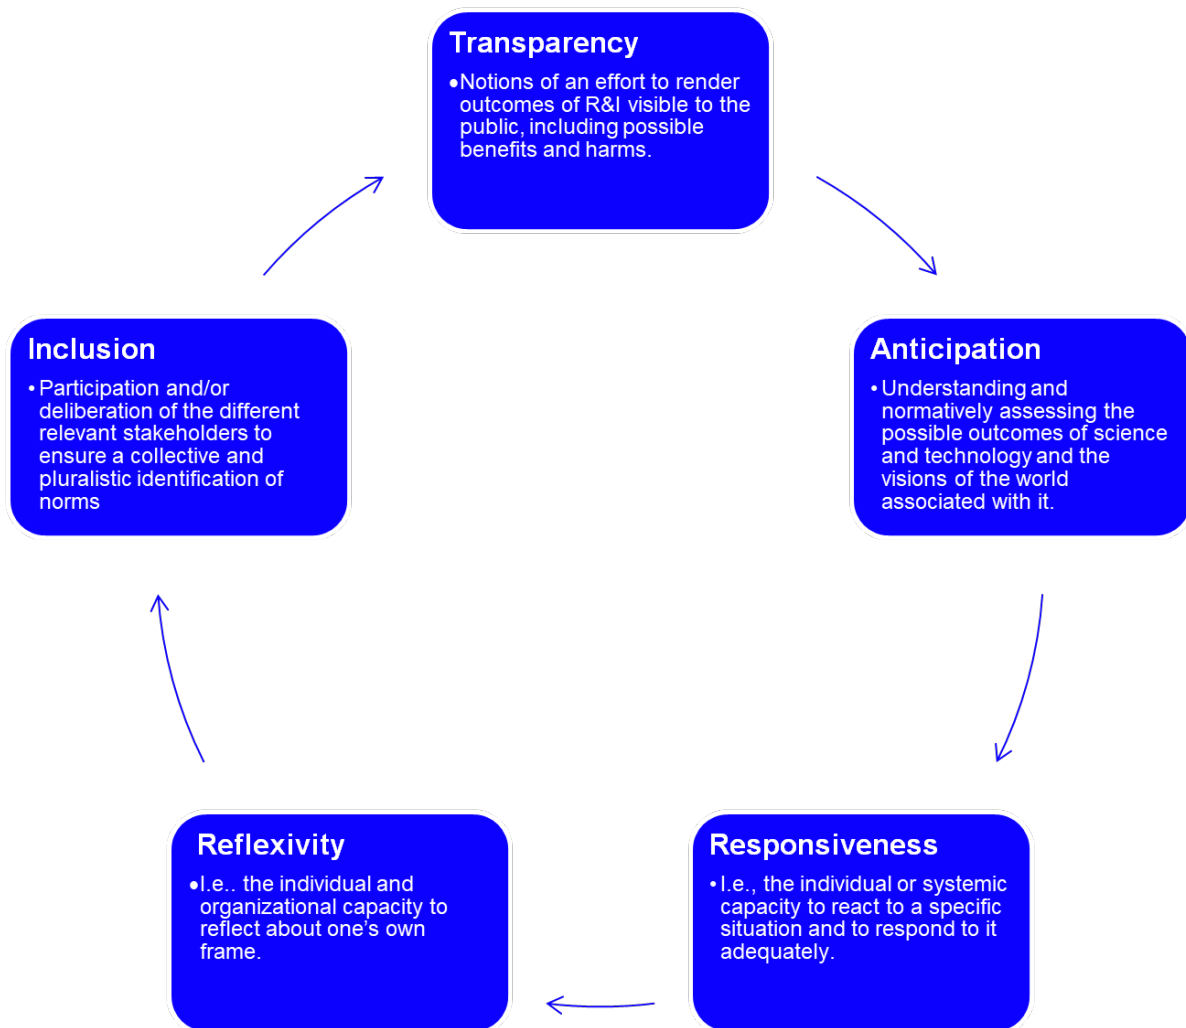 Transparency
•Notions of an effort to render
outcomes of R&I visible to the
public, including possible
benefits and harms.
Anticipation
• Understanding and
normatively assessing the
possible outcomes of science
and technology and the
visions of the world
associated with it.
Responsiveness
• I.e., the individual or systemic
capacity to react to a specific
situation and to respond to it
adequately.
Reflexivity
•I.e.. the individual and
organizational capacity to
reflect about one’s own
frame.
Inclusion
• Participation and/or
deliberation of the different
relevant stakeholders to
ensure a collective and
pluralistic identification of
norms